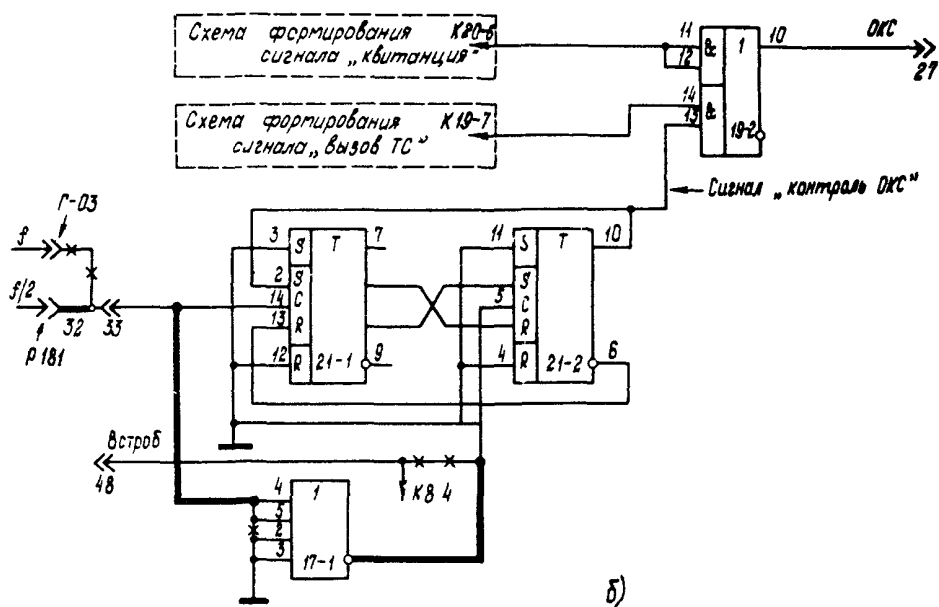 Схема формирования К20-6
сигнала „квитанция"
Схема формирования К19-7
сигнала „вызов ТС"
11
12
14
13
&
&
1
19-2
10
ОКС
27
Сигнал „контроль ОКС"
Г-03
f
f/2
32
33
Р181
3
2
14
13
12
S
S
C
R
R
T
21-1
7
9
11
5
4
S
S
C
R
R
T
21-2
10
6
Встроб
48
К8 4
4
5
2
3
1
17-1
б)